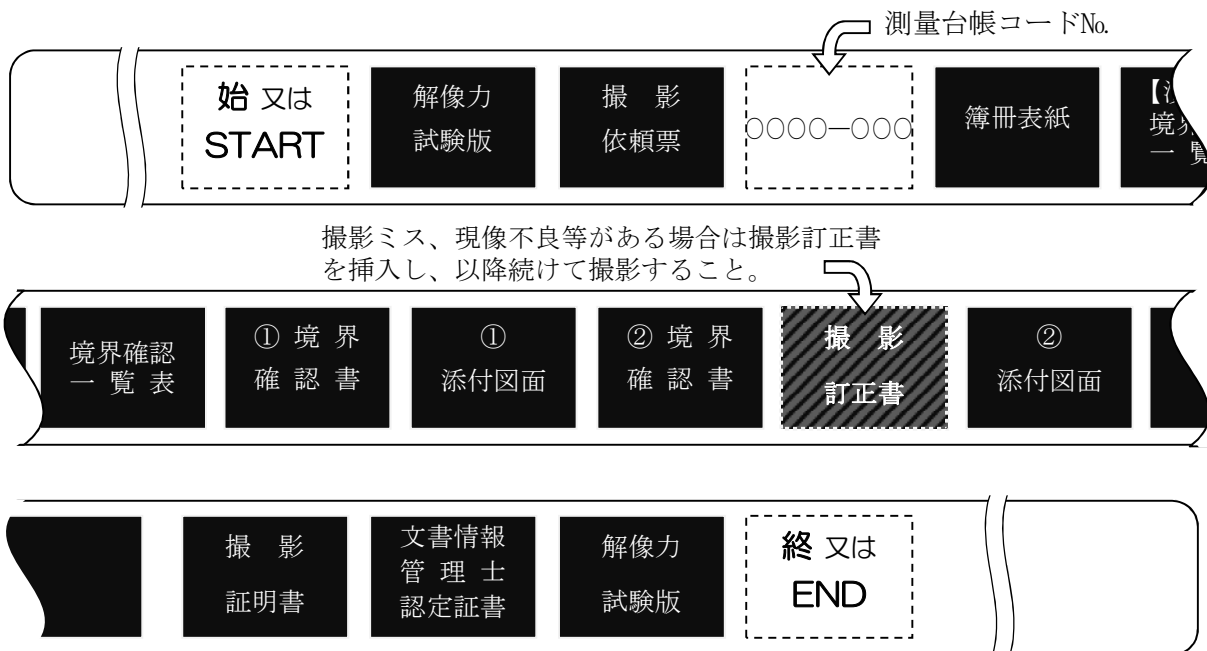 測量台帳コード№
始 又は
START
解像力
試験版
撮 影
依頼票
○○○○―○○○
簿冊表紙
境界
一 覧
撮影ミス、現像不良等がある場合は撮影訂正書
を挿入し、以降続けて撮影すること。
境界確認
一 覧 表
① 境 界
確 認 書
①
添付図面
② 境 界
確 認 書
撮 影
訂正書
②
添付図面
撮 影
証明書
文書情報
管 理 士
認定証書
解像力
試験版
終 又は
END